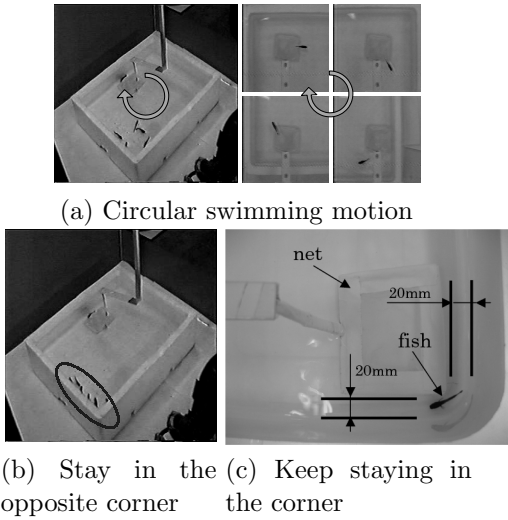 (a) Circular swimming motion
net
20mm
fish
20mm
(b) Stay in the
opposite corner
(c) Keep staying in
the corner